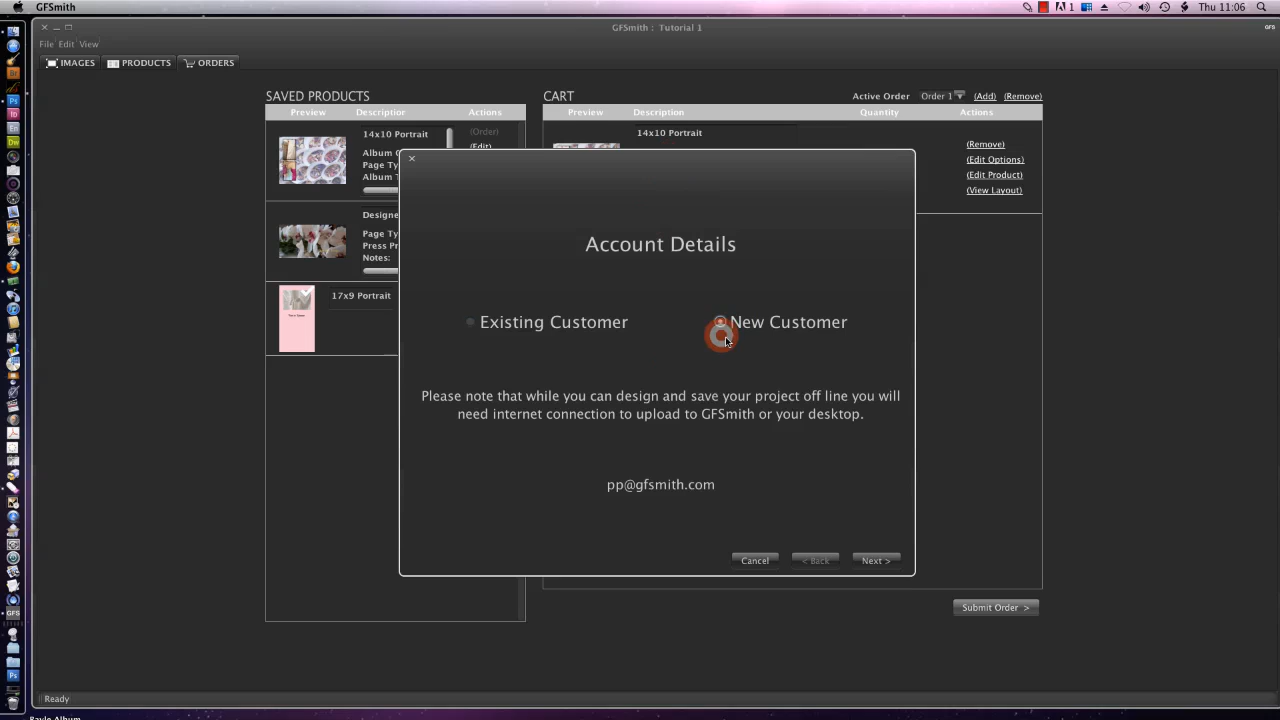 GFSmith
1
Thu 11:06
GFSmith : Tutorial 1
GFS
File Edit View
IMAGES PRODUCTS ORDERS
SAVED PRODUCTS
Preview Description Actions
14x10 Portrait
(Order)
(Edit)
Album C
Page Ty
Album T
Designe
Page Ty
Press Pr
Notes:
17x9 Portrait
CART
Active Order Order 1 (Add) (Remove)
Preview Description Quantity Actions
14x10 Portrait
(Remove)
(Edit Options)
(Edit Product)
(View Layout)
Account Details
Existing Customer New Customer
Please note that while you can design and save your project off line you will
need internet connection to upload to GFSmith or your desktop.
pp@gfsmith.com
Cancel < Back Next >
Submit Order >
Ready